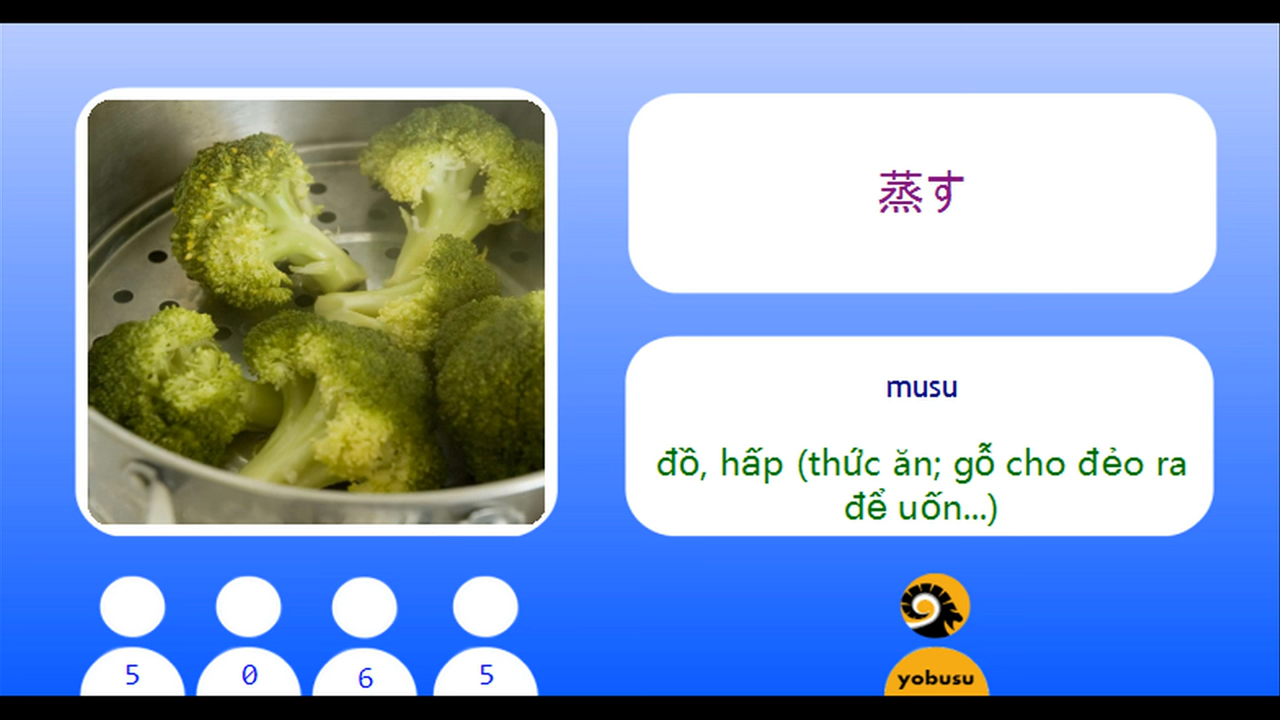 蒸す
musu
đồ, hấp (thức ăn; gỗ cho đẻo ra
để uốn...)
5 0 6 5
yobusu